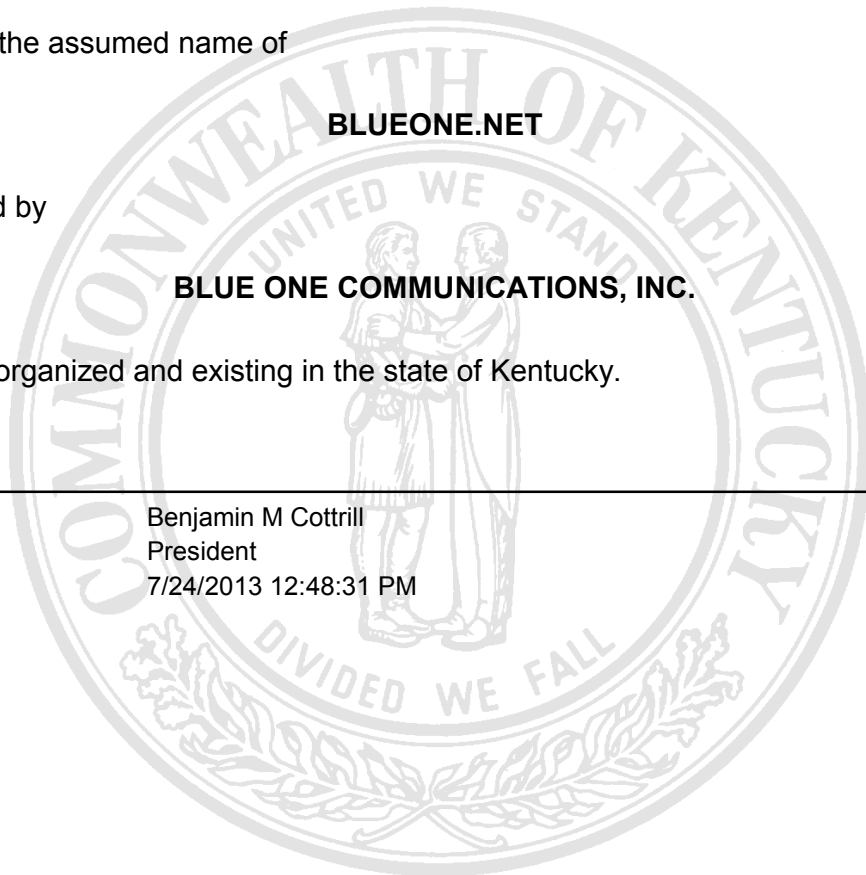 the assumed name of
BLUEONE.NET
d by
BLUE ONE COMMUNICATIONS, INC.
organized and existing in the state of Kentucky.
Benjamin M Cottrill
President
7/24/2013 12:48:31 PM
COMMONWEALTH OF KENTUCKY
UNITED WE STAND
DIVIDED WE FALL